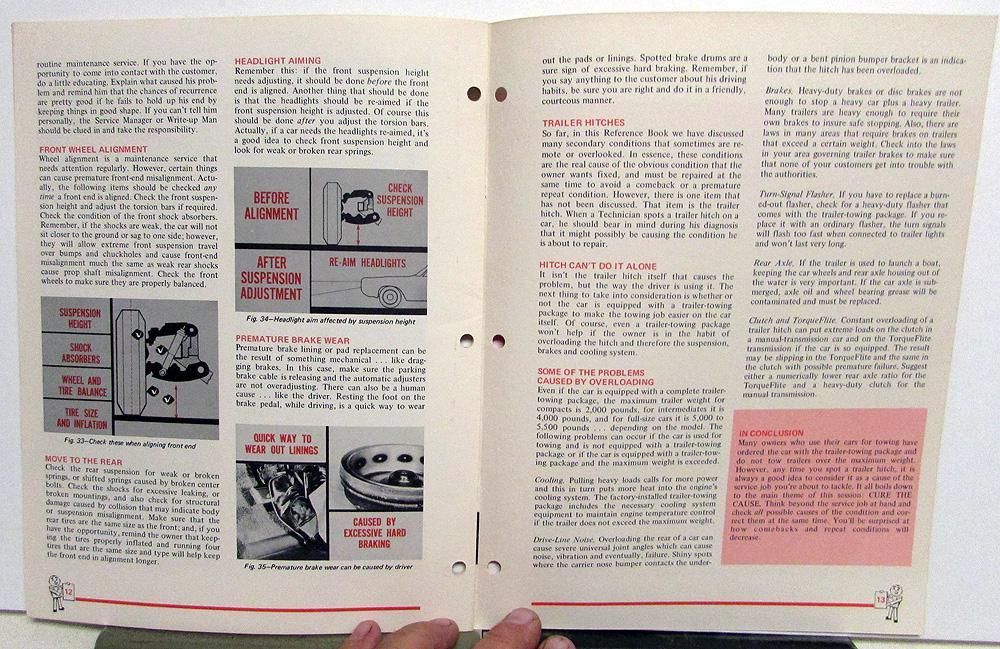 routine maintenance service. If you have the op-
portunity to come into contact with the customer,
do a little educating. Explain what caused his prob-
lem and remind him that the chances of recurrence
are pretty good if he fails to hold up his end by
keeping things in good shape. If you can't tell him
personally, the Service Manager or Write-up Man
should be clued in and take the responsibility.
FRONT WHEEL ALIGNMENT
Wheel alignment is a maintenance service that
needs attention regularly. However, certain things
can cause premature front-end misalignment. Actu-
ally, the following items should be checked any
time a front end is aligned. Check the front suspen-
sion height and adjust the torsion bars if required.
Check the condition of the front shock absorbers.
Remember, if the shocks are weak, the car will not
sit closer to the ground or sag to one side; however,
they will allow extreme front suspension travel
over bumps and chuckholes and cause front-end
misalignment much the same as weak rear shocks
cause prop shaft misalignment. Check the front
wheels to make sure they are properly balanced.
SUSPENSION
HEIGHT
SHOCK
ABSORBERS
WHEEL AND
TIRE BALANCE
TIRE SIZE
AND INFLATION
Fig. 33—Check these when aligning front end
MOVE TO THE REAR
Check the rear suspension for weak or broken
springs, or shifted springs caused by broken center
bolts. Check the shocks for excessive leaking, or
broken mountings, and also check for structural
damage caused by collision that may indicate body
or suspension misalignment. Make sure that the
rear tires are the same size as the front; and, if you
have the opportunity, remind the owner that keep-
ing the tires properly inflated and running four
tires that are the same size and type will help keep
the front end in alignment longer.
12
HEADLIGHT AIMING
Remember this: if the front suspension height
needs adjusting, it should be done before the front
end is aligned. Another thing that should be done
is that the headlights should be re-aimed if the
front suspension height is adjusted. Of course this
should be done after you adjust the torsion bars.
Actually, if a car needs the headlights re-aimed, it's
a good idea to check front suspension height and
look for weak or broken rear springs.
BEFORE
ALIGNMENT
CHECK
SUSPENSION
HEIGHT
AFTER
SUSPENSION
ADJUSTMENT
RE-AIM HEADLIGHTS
Fig. 34—Headlight aim affected by suspension height
PREMATURE BRAKE WEAR
Premature brake lining or pad replacement can be
the result of something mechanical . . . like drag-
ging brakes. In this case, make sure the parking
brake cable is releasing and the automatic adjusters
are not overadjusting. There can also be a human
cause . . . like the driver. Resting the foot on the
brake pedal, while driving, is a quick way to wear
QUICK WAY TO
WEAR OUT LININGS
CAUSED BY
EXCESSIVE HARD
BRAKING
Fig. 35—Premature brake wear can be caused by driver
out the pads or linings. Spotted brake drums are a
sure sign of excessive hard braking. Remember, if
you say anything to the customer about his driving
habits, be sure you are right and do it in a friendly,
courteous manner.
TRAILER HITCHES
So far, in this Reference Book we have discussed
many secondary conditions that sometimes are re-
mote or overlooked. In essence, these conditions
are the real cause of the obvious condition that the
owner wants fixed, and must be repaired at the
same time to avoid a comeback or a premature
repeat condition. However, there is one item that
has not been discussed. That item is the trailer
hitch. When a Technician spots a trailer hitch on
a car, he should bear in mind during his diagnosis
that it might possibly be causing the condition he
is about to repair.
HITCH CAN'T DO IT ALONE
It isn't the trailer hitch itself that causes the
problem, but the way the driver is using it. The
next thing to take into consideration is whether or
not the car is equipped with a trailer-towing
package to make the towing job easier on the car
itself. Of course, even a trailer-towing package
won't help if the owner is in the habit of
overloading the hitch and therefore the suspension,
brakes and cooling system.
SOME OF THE PROBLEMS
CAUSED BY OVERLOADING
Even if the car is equipped with a complete trailer-
towing package, the maximum trailer weight for
compacts is 2,000 pounds, for intermediates it is
4,000 pounds, and for full-size cars it is 5,000 to
5,500 pounds . . . depending on the model. The
following problems can occur if the car is used for
towing and is not equipped with a trailer-towing
package or if the car is equipped with a trailer-tow-
ing package and the maximum weight is exceeded.
Cooling. Pulling heavy loads calls for more power
and this in turn puts more heat into the engine's
cooling system. The factory-installed trailer-towing
package includes the necessary cooling system
equipment to maintain engine temperature control
if the trailer does not exceed the maximum weight.
Drive-Line Noise. Overloading the rear of a car can
cause severe universal joint angles which can cause
noise, vibration and eventually, failure. Shiny spots
where the carrier nose bumper contacts the under-
body or a bent pinion bumper bracket is an indica-
tion that the hitch has been overloaded.
Brakes. Heavy-duty brakes or disc brakes are not
enough to stop a heavy car plus a heavy trailer.
Many trailers are heavy enough to require their
own brakes to insure safe stopping. Also, there are
laws in many areas that require brakes on trailers
that exceed a certain weight. Check into the laws
in your area governing trailer brakes to make sure
that none of your customers get into trouble with
the authorities.
Turn-Signal Flasher. If you have to replace a burn-
ed-out flasher, check for a heavy-duty flasher that
comes with the trailer-towing package. If you re-
place it with an ordinary flasher, the turn signals
will flash too fast when connected to trailer lights
and won't last very long.
Rear Axle. If the trailer is used to launch a boat,
keeping the car wheels and rear axle housing out of
the water is very important. If the car axle is sub-
merged, axle oil and wheel bearing grease will be
contaminated and must be replaced.
Clutch and TorqueFlite. Constant overloading of a
trailer hitch can put extreme loads on the clutch in
a manual-transmission car and on the TorqueFlite
transmission if the car is so equipped. The result
may be slipping in the TorqueFlite and the same in
the clutch with possible premature failure. Suggest
either a numerically lower rear axle ratio for the
TorqueFlite and a heavy-duty clutch for the
manual transmission.
IN CONCLUSION
Many owners who use their cars for towing have
ordered the car with the trailer-towing package and
do not tow trailers over the maximum weight.
However, any time you spot a trailer hitch, it is
always a good idea to consider it as a cause of the
service job you're about to tackle. It all boils down
to the main theme of this session: CURE THE
CAUSE. Think beyond the service job at hand and
check all possible causes of the condition and cor-
rect them at the same time. You'll be surprised at
how comebacks and repeat conditions will
decrease.
13